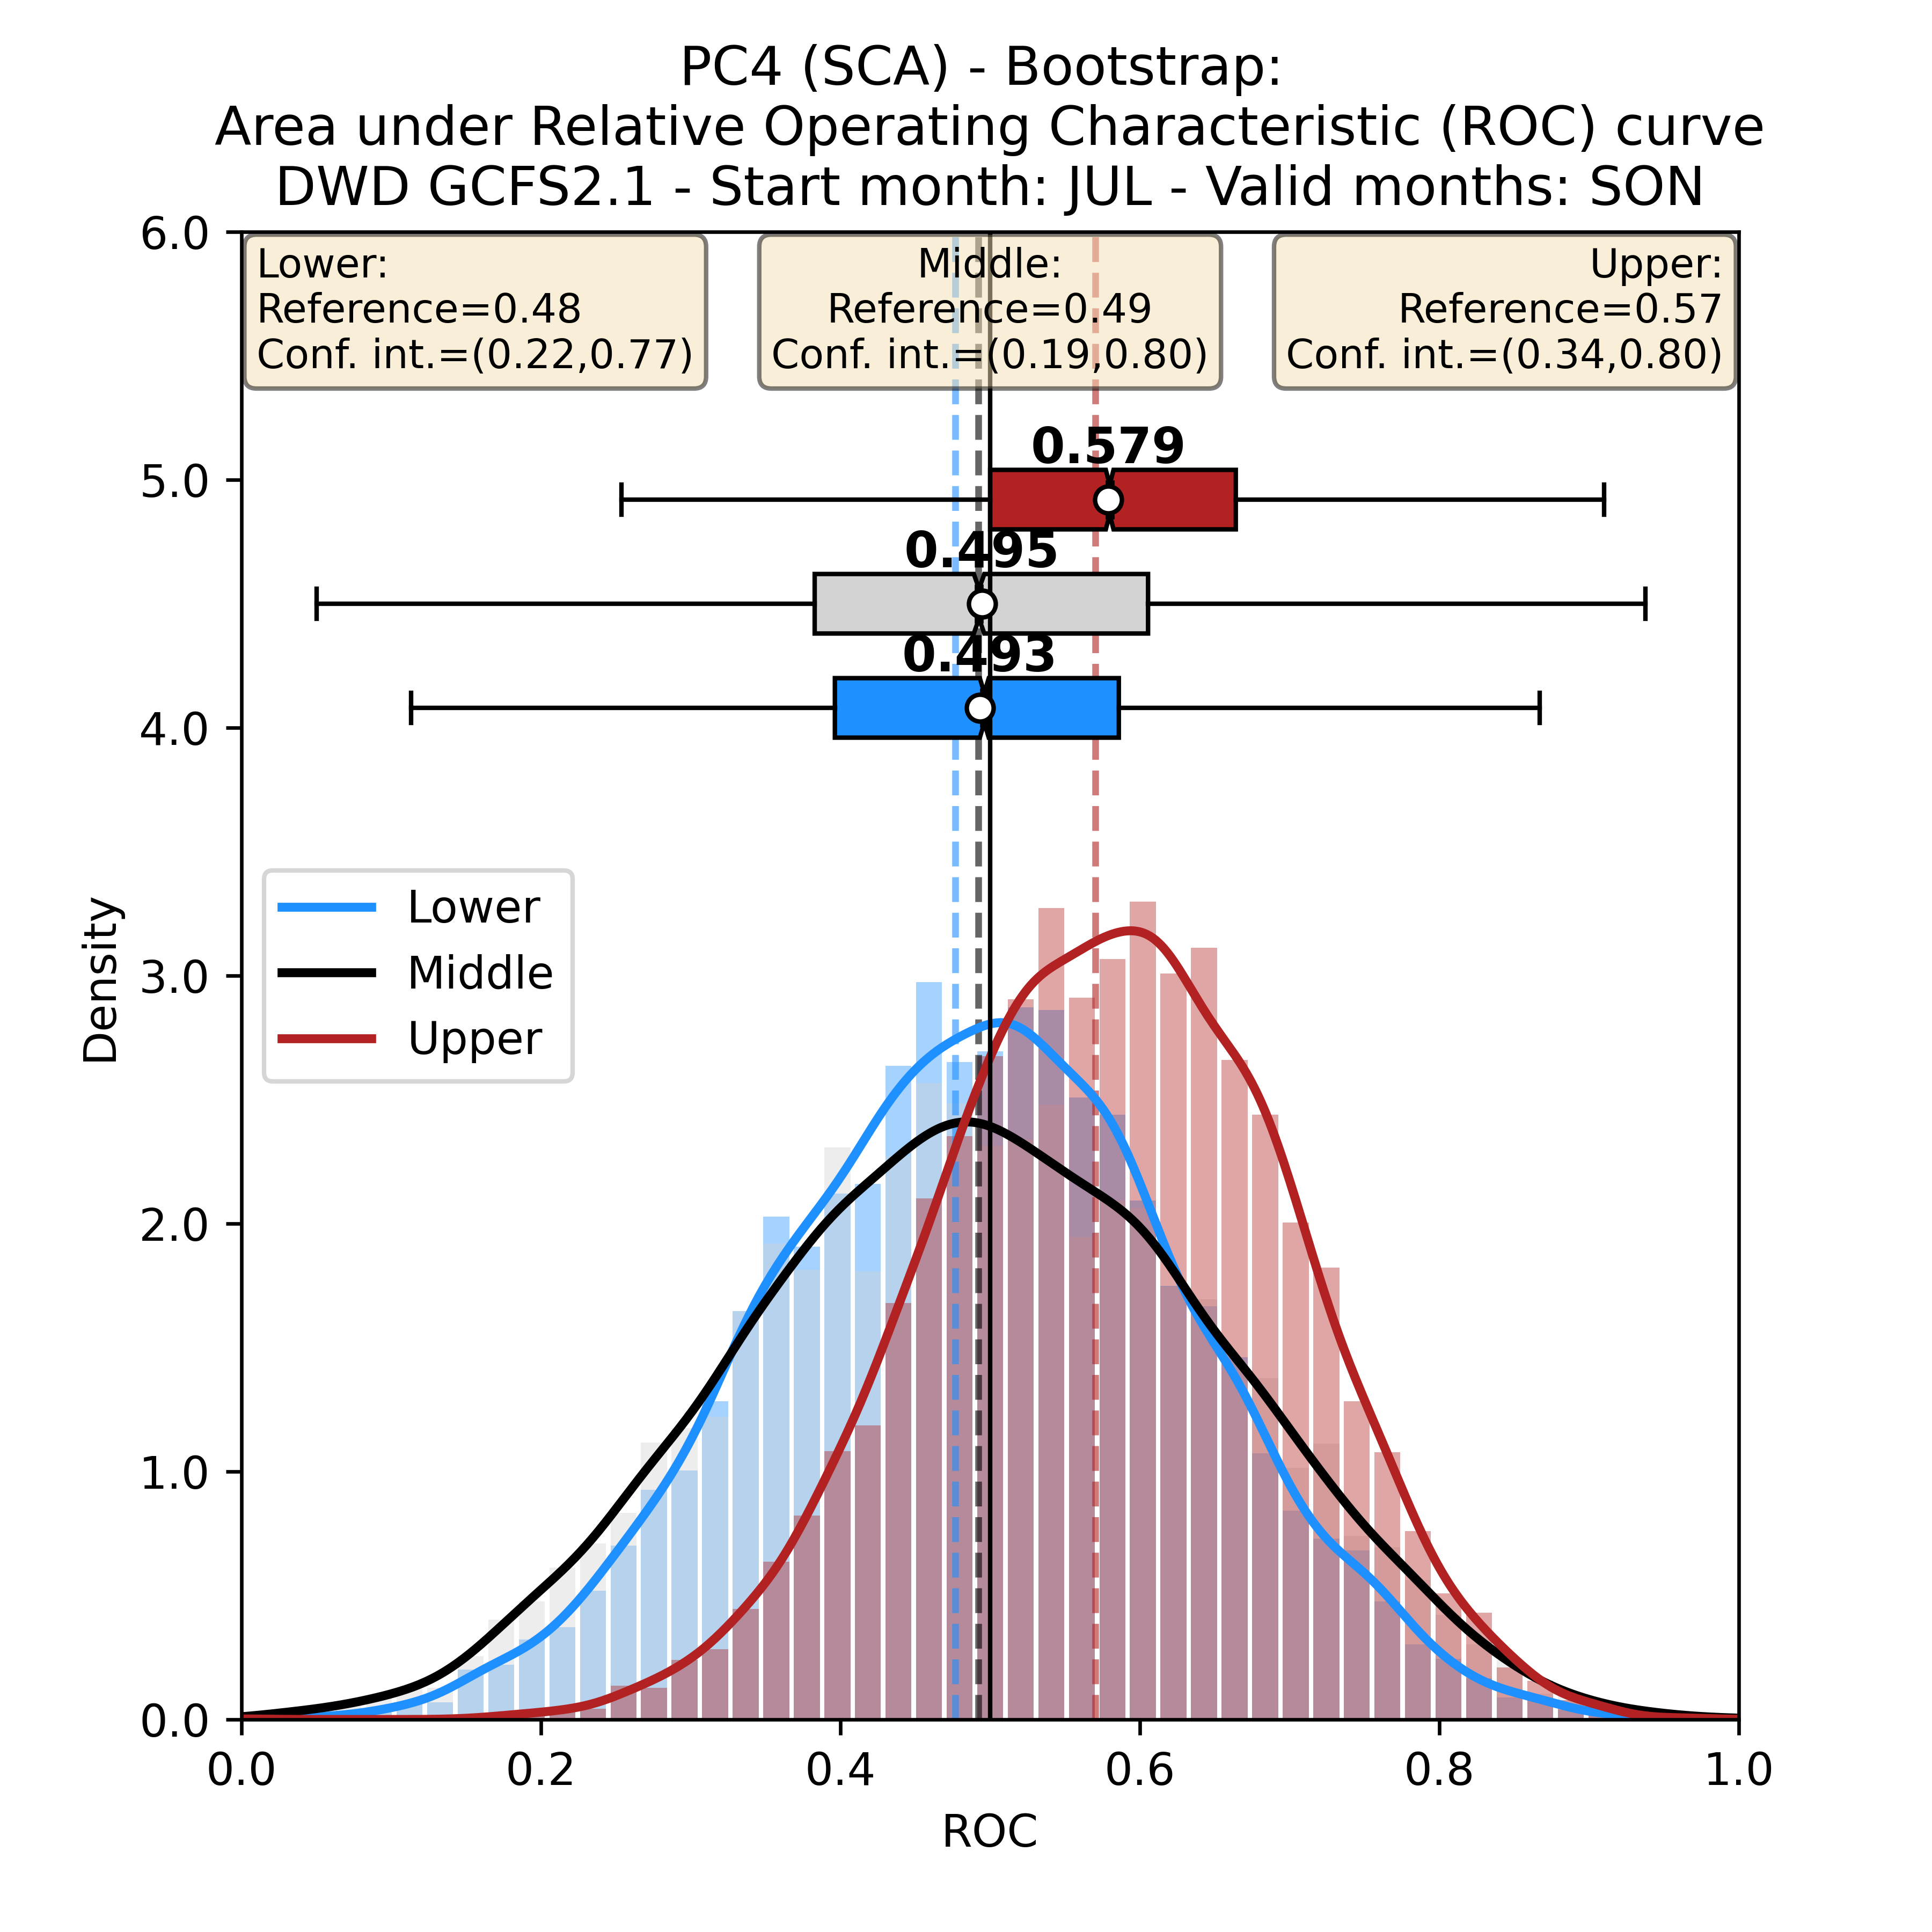 PC4 (SCA) - Bootstrap:
Area under Relative Operating Characteristic (ROC) curve
DWD GCFS2.1 - Start month: JUL - Valid months: SON
Lower:
Reference=0.48
Conf. int.=(0.22,0.77)
Middle:
Reference=0.49
Conf. int.=(0.19,0.80)
Upper:
Reference=0.57
Conf. int.=(0.34,0.80)
0.579
0.495
0.493
Lower
Middle
Upper
Density
6.0
5.0
4.0
3.0
2.0
1.0
0.0
0.0 0.2 0.4 0.6 0.8 1.0
ROC